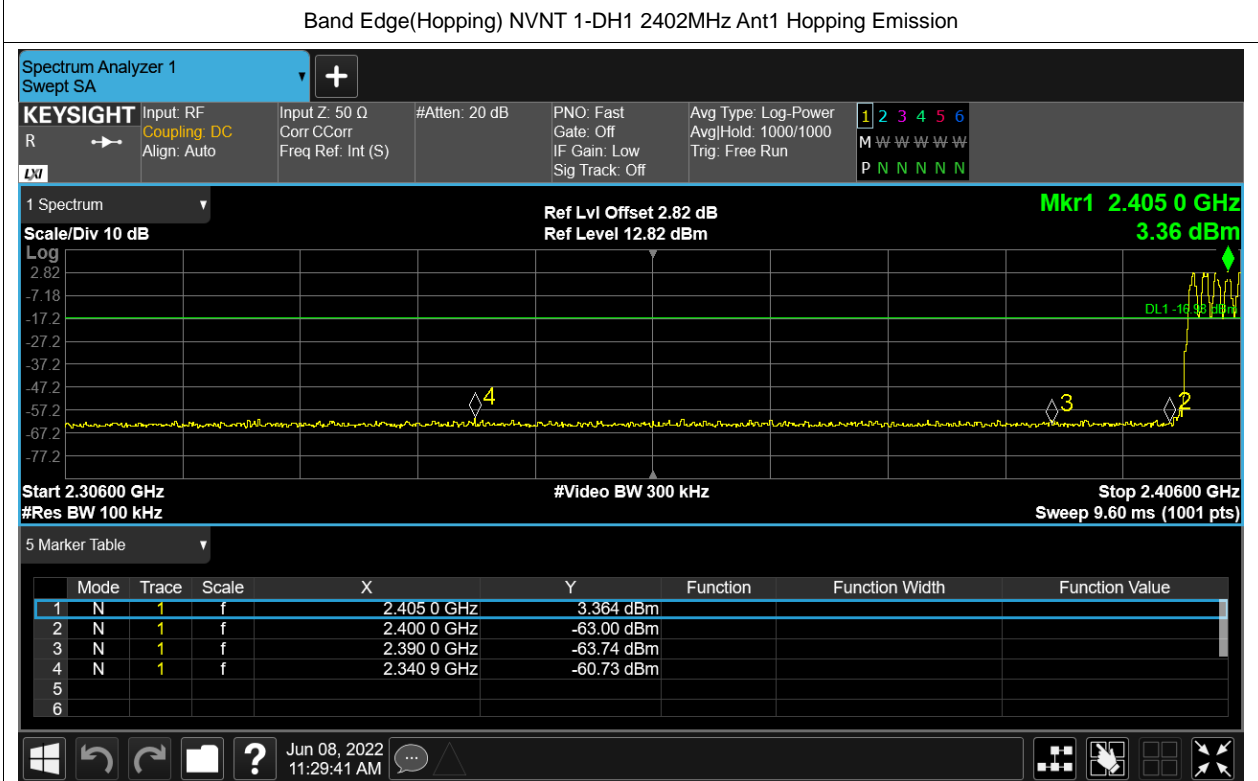 Band Edge(Hopping) NVNT 1-DH1 2402MHz Ant1 Hopping Emission
Spectrum Analyzer 1
Swept SA
KEYSIGHT
R
LXI
Input: RF
Coupling: DC
Align: Auto
Input Z: 50 Ω
Corr CCorr
Freq Ref: Int (S)
#Atten: 20 dB
PNO: Fast
Gate: Off
IF Gain: Low
Sig Track: Off
Avg Type: Log-Power
Avg|Hold: 1000/1000
Trig: Free Run
1 2 3 4 5 6
M W W W W W
P N N N N N
1 Spectrum
Scale/Div 10 dB
Ref Lvl Offset 2.82 dB
Ref Level 12.82 dBm
Mkr1 2.405 0 GHz
3.36 dBm
Log
2.82
-7.18
-17.2
-27.2
-37.2
-47.2
-57.2
-67.2
-77.2
DL1 -16.98 dBm
4
3
2
Start 2.30600 GHz
#Res BW 100 kHz
#Video BW 300 kHz
Stop 2.40600 GHz
Sweep 9.60 ms (1001 pts)
5 Marker Table
Mode Trace Scale X Y Function Function Width Function Value
1 N 1 f 2.405 0 GHz 3.364 dBm
2 N 1 f 2.400 0 GHz -63.00 dBm
3 N 1 f 2.390 0 GHz -63.74 dBm
4 N 1 f 2.340 9 GHz -60.73 dBm
5
6
?
Jun 08, 2022
11:29:41 AM